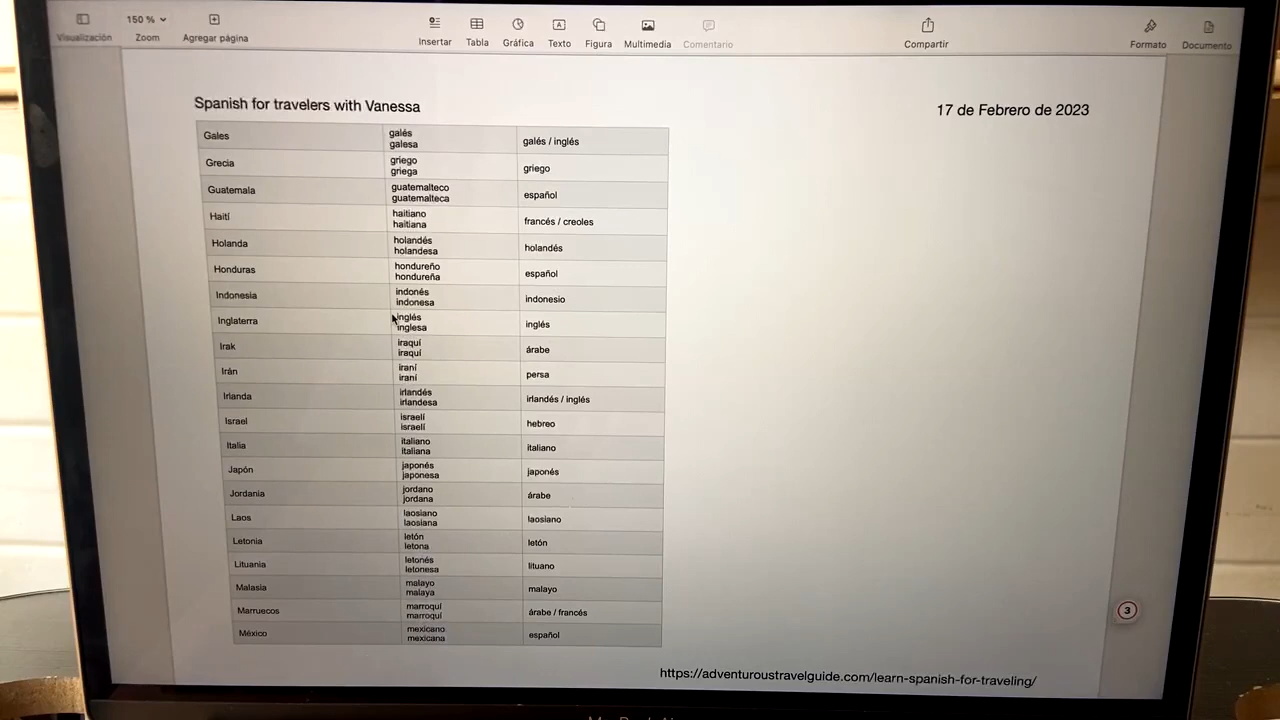 Visualización
150 %
Zoom
Agregar página
Insertar
Tabla
Gráfica
Texto
Figura
Multimedia
Comentario
Compartir
Formato
Documento
Spanish for travelers with Vanessa
17 de Febrero de 2023
Gales
galés
galesa
galés / inglés
Grecia
griego
griega
griego
Guatemala
guatemalteco
guatemalteca
español
Haití
haitiano
haitiana
francés / creoles
Holanda
holandés
holandesa
holandés
Honduras
hondureño
hondureña
español
Indonesia
indonés
indonesa
indonesio
Inglaterra
inglés
inglesa
inglés
Irak
iraquí
iraquí
árabe
Irán
iraní
iraní
persa
Irlanda
irlandés
irlandesa
irlandés / inglés
Israel
israelí
israelí
hebreo
Italia
italiano
italiana
italiano
Japón
japonés
japonesa
japonés
Jordania
jordano
jordana
árabe
Laos
laosiano
laosiana
laosiano
Letonia
letón
letona
letón
Lituania
letonés
letonesa
lituano
Malasia
malayo
malaya
malayo
Marruecos
marroquí
marroquí
árabe / francés
México
mexicano
mexicana
español
3
https://adventuroustravelguide.com/learn-spanish-for-traveling/